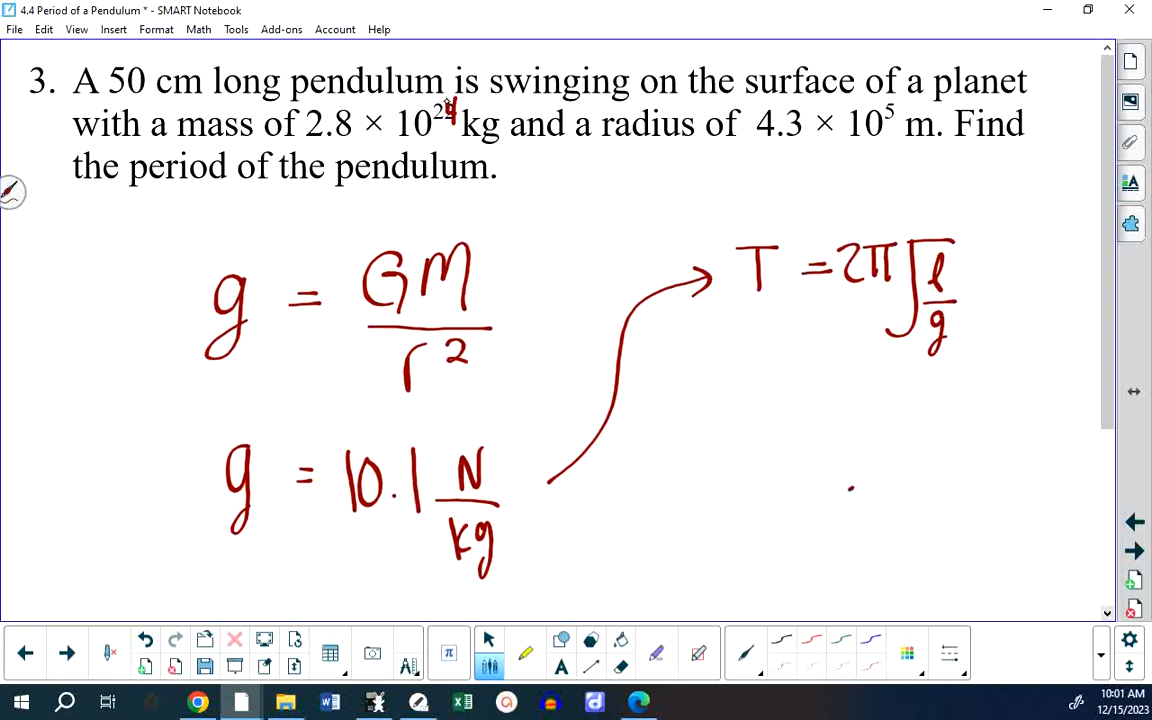 4.4 Period of a Pendulum * - SMART Notebook
File Edit View Insert Format Math Tools Add-ons Account Help
3. A 50 cm long pendulum is swinging on the surface of a planet
with a mass of 2.8 × 10²⁴ kg and a radius of 4.3 × 10⁵ m. Find
the period of the pendulum.
g = GM / r²
T = 2π √(l / g)
g = 10.1 N / kg
10:01 AM
12/15/2023